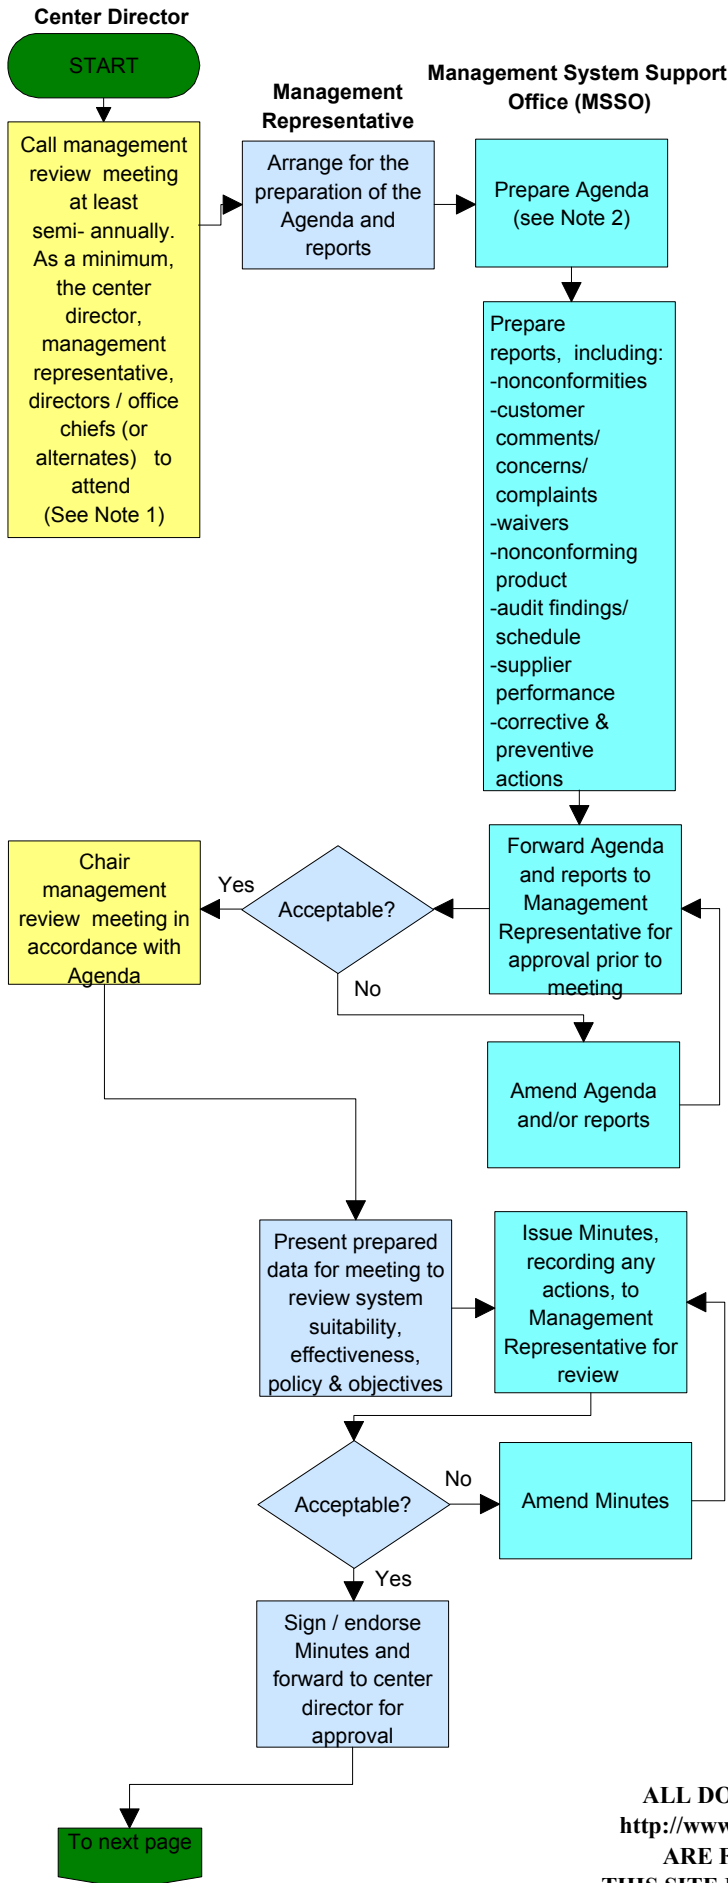 Center Director
START
Management System Support
Office (MSSO)
Management
Representative
Call management
review meeting
at least
semi- annually.
As a minimum,
the center
director,
management
representative,
directors / office
chiefs (or
alternates) to
attend
(See Note 1)
Arrange for the
preparation of the
Agenda and
reports
Prepare Agenda
(see Note 2)
Prepare
reports, including:
-nonconformities
-customer
comments/
concerns/
complaints
-waivers
-nonconforming
product
-audit findings/
schedule
-supplier
performance
-corrective &
preventive
actions
Forward Agenda
and reports to
Management
Representative for
approval prior to
meeting
Acceptable?
Yes
No
Chair
management
review meeting in
accordance with
Agenda
Amend Agenda
and/or reports
Present prepared
data for meeting to
review system
suitability,
effectiveness,
policy & objectives
Issue Minutes,
recording any
actions, to
Management
Representative for
review
Acceptable?
No
Amend Minutes
Yes
Sign / endorse
Minutes and
forward to center
director for
approval
To next page
ALL DO
http://www
ARE
THIS SITE